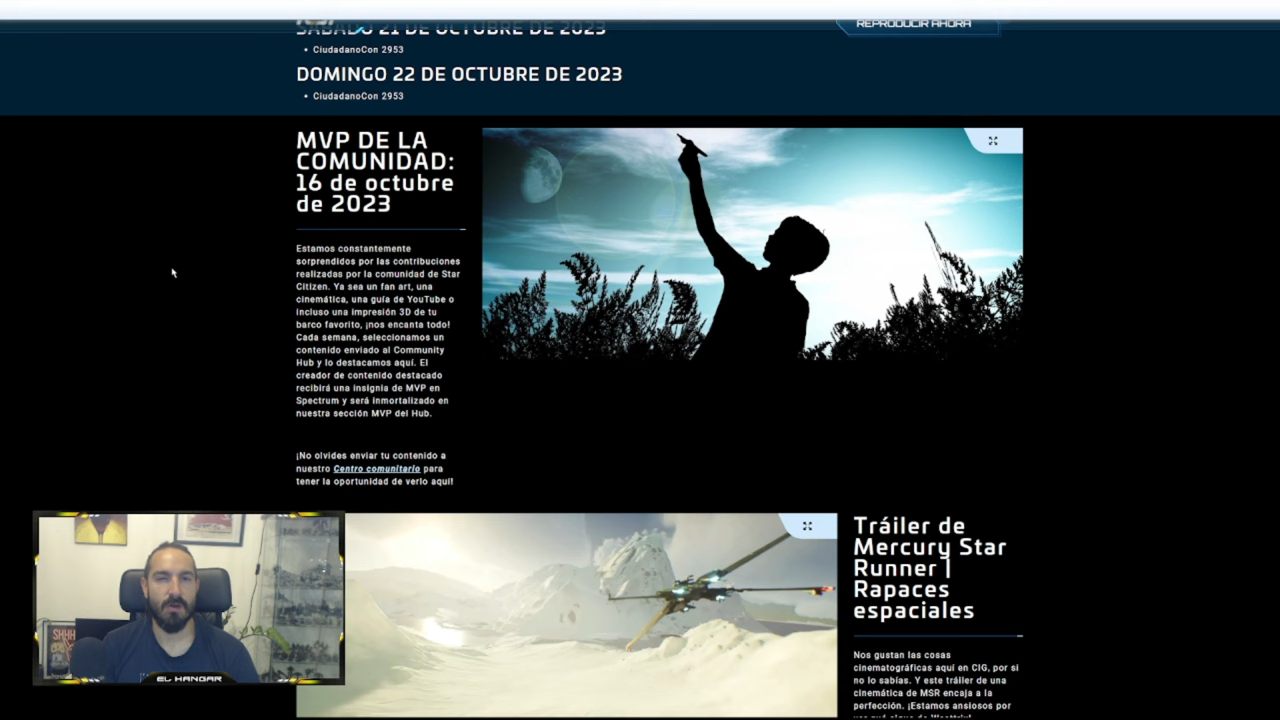 SÁBADO 21 DE OCTUBRE DE 2023
REPRODUCIR AHORA
• CiudadanoCon 2953
DOMINGO 22 DE OCTUBRE DE 2023
• CiudadanoCon 2953
MVP DE LA
COMUNIDAD:
16 de octubre
de 2023
Estamos constantemente
sorprendidos por las contribuciones
realizadas por la comunidad de Star
Citizen. Ya sea un fan art, una
cinemática, una guía de YouTube o
incluso una impresión 3D de tu
barco favorito, ¡nos encanta todo!
Cada semana, seleccionamos un
contenido enviado al Community
Hub y lo destacamos aquí. El
creador de contenido destacado
recibirá una insignia de MVP en
Spectrum y será inmortalizado en
nuestra sección MVP del Hub.
¡No olvides enviar tu contenido a
nuestro Centro comunitario para
tener la oportunidad de verlo aquí!
Tráiler de
Mercury Star
Runner |
Rapaces
espaciales
Nos gustan las cosas
cinematográficas aquí en CIG, por si
no lo sabías. Y este tráiler de una
cinemática de MSR encaja a la
perfección. ¡Estamos ansiosos por
SHHH
EL HANGAR